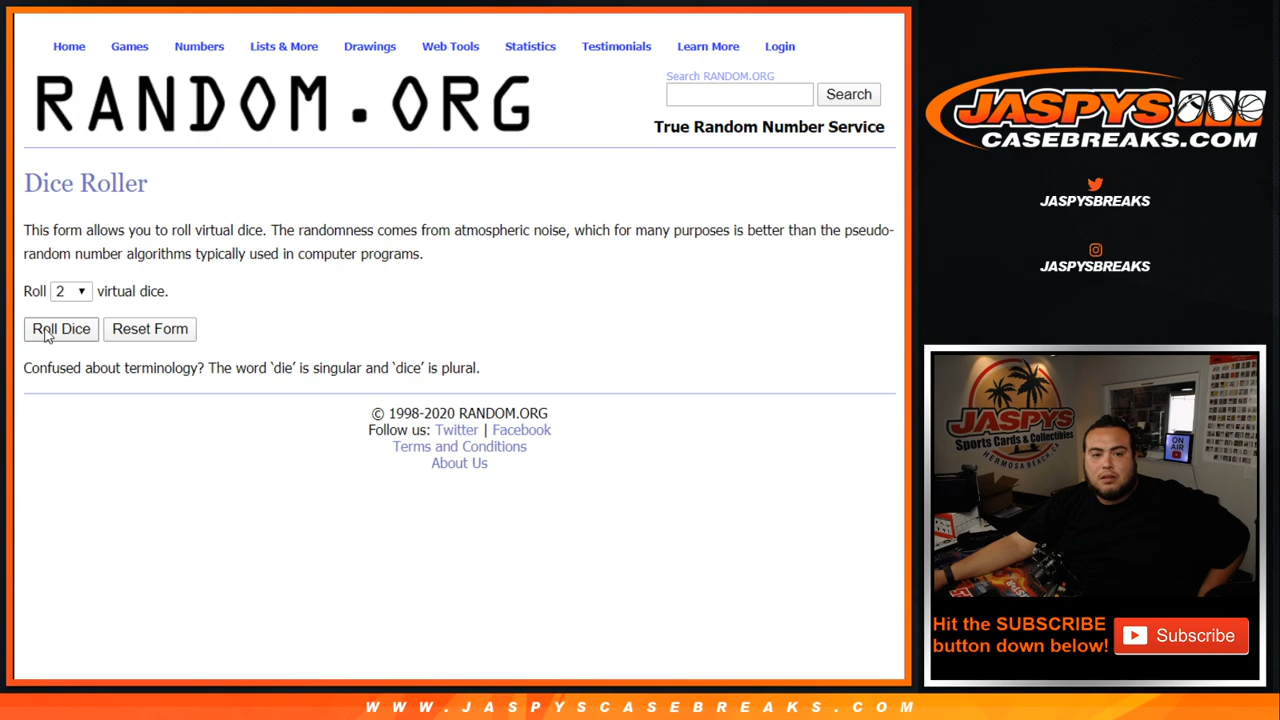 Home Games Numbers Lists & More Drawings Web Tools Statistics Testimonials Learn More Login
RANDOM.ORG
Search RANDOM.ORG
Search
True Random Number Service
Dice Roller
This form allows you to roll virtual dice. The randomness comes from atmospheric noise, which for many purposes is better than the pseudo-
random number algorithms typically used in computer programs.
Roll 2 virtual dice.
Roll Dice Reset Form
Confused about terminology? The word ‘die’ is singular and ‘dice’ is plural.
© 1998-2020 RANDOM.ORG
Follow us: Twitter | Facebook
Terms and Conditions
About Us
JASPYS
CASEBREAKS.COM
JASPYSBREAKS
JASPYSBREAKS
JASPYS
Sports Cards & Collectibles
HERMOSA BEACH, CA
ON
AIR
Hit the SUBSCRIBE
button down below!
Subscribe
WWW.JASPYSCASEBREAKS.COM